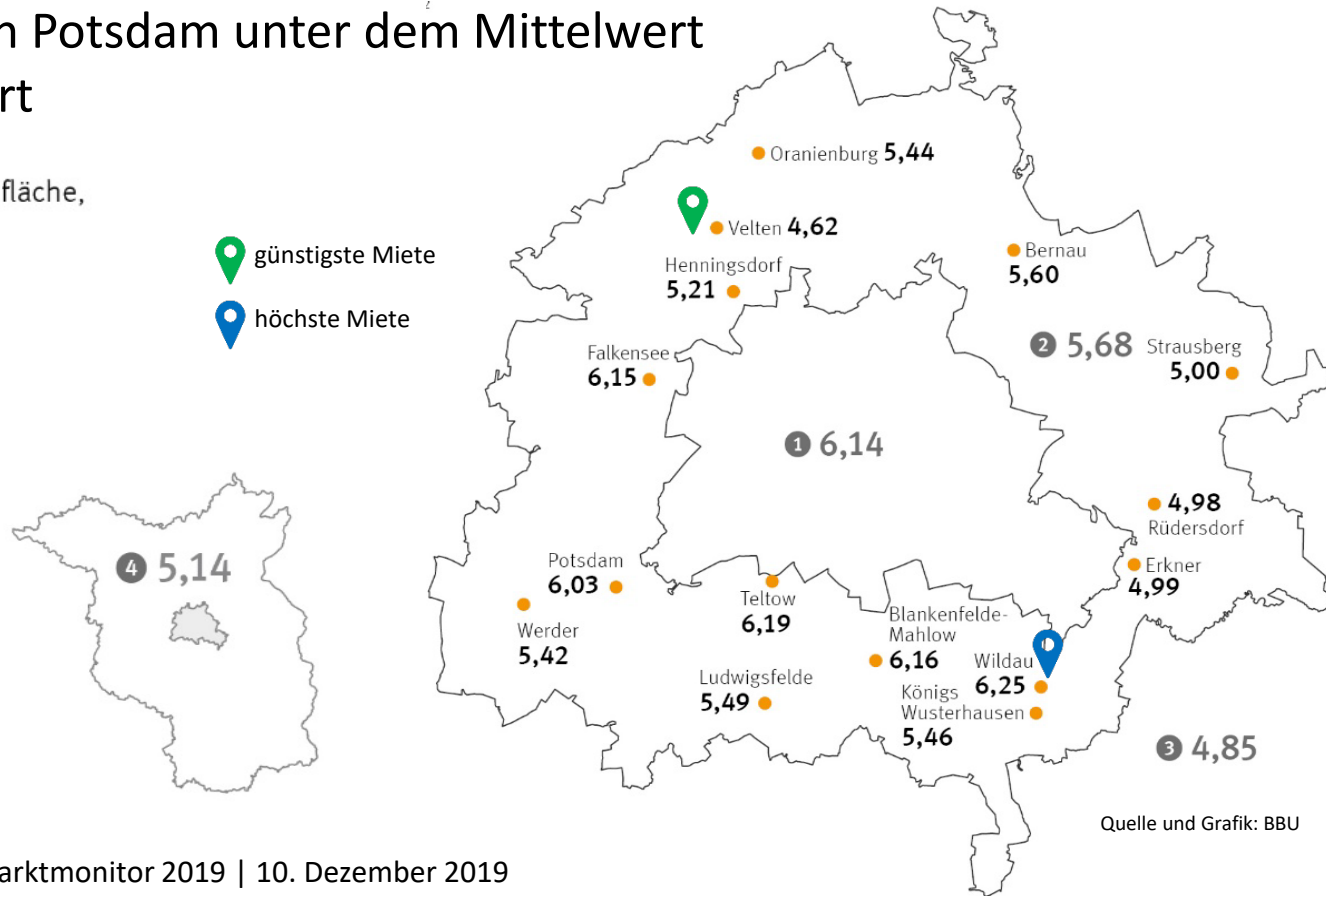 n Potsdam unter dem Mittelwert
rt
fläche,
günstigste Miete
höchste Miete
Oranienburg 5,44
Velten 4,62
Henningsdorf
5,21
Bernau
5,60
2 5,68
Strausberg
5,00
Falkensee
6,15
1 6,14
4,98
Rüdersdorf
Erkner
4,99
4 5,14
Potsdam
6,03
Werder
5,42
Teltow
6,19
Ludwigsfelde
5,49
Blankenfelde-
Mahlow
6,16
Wildau
6,25
Königs
Wusterhausen
5,46
3 4,85
Quelle und Grafik: BBU
arktmonitor 2019 | 10. Dezember 2019